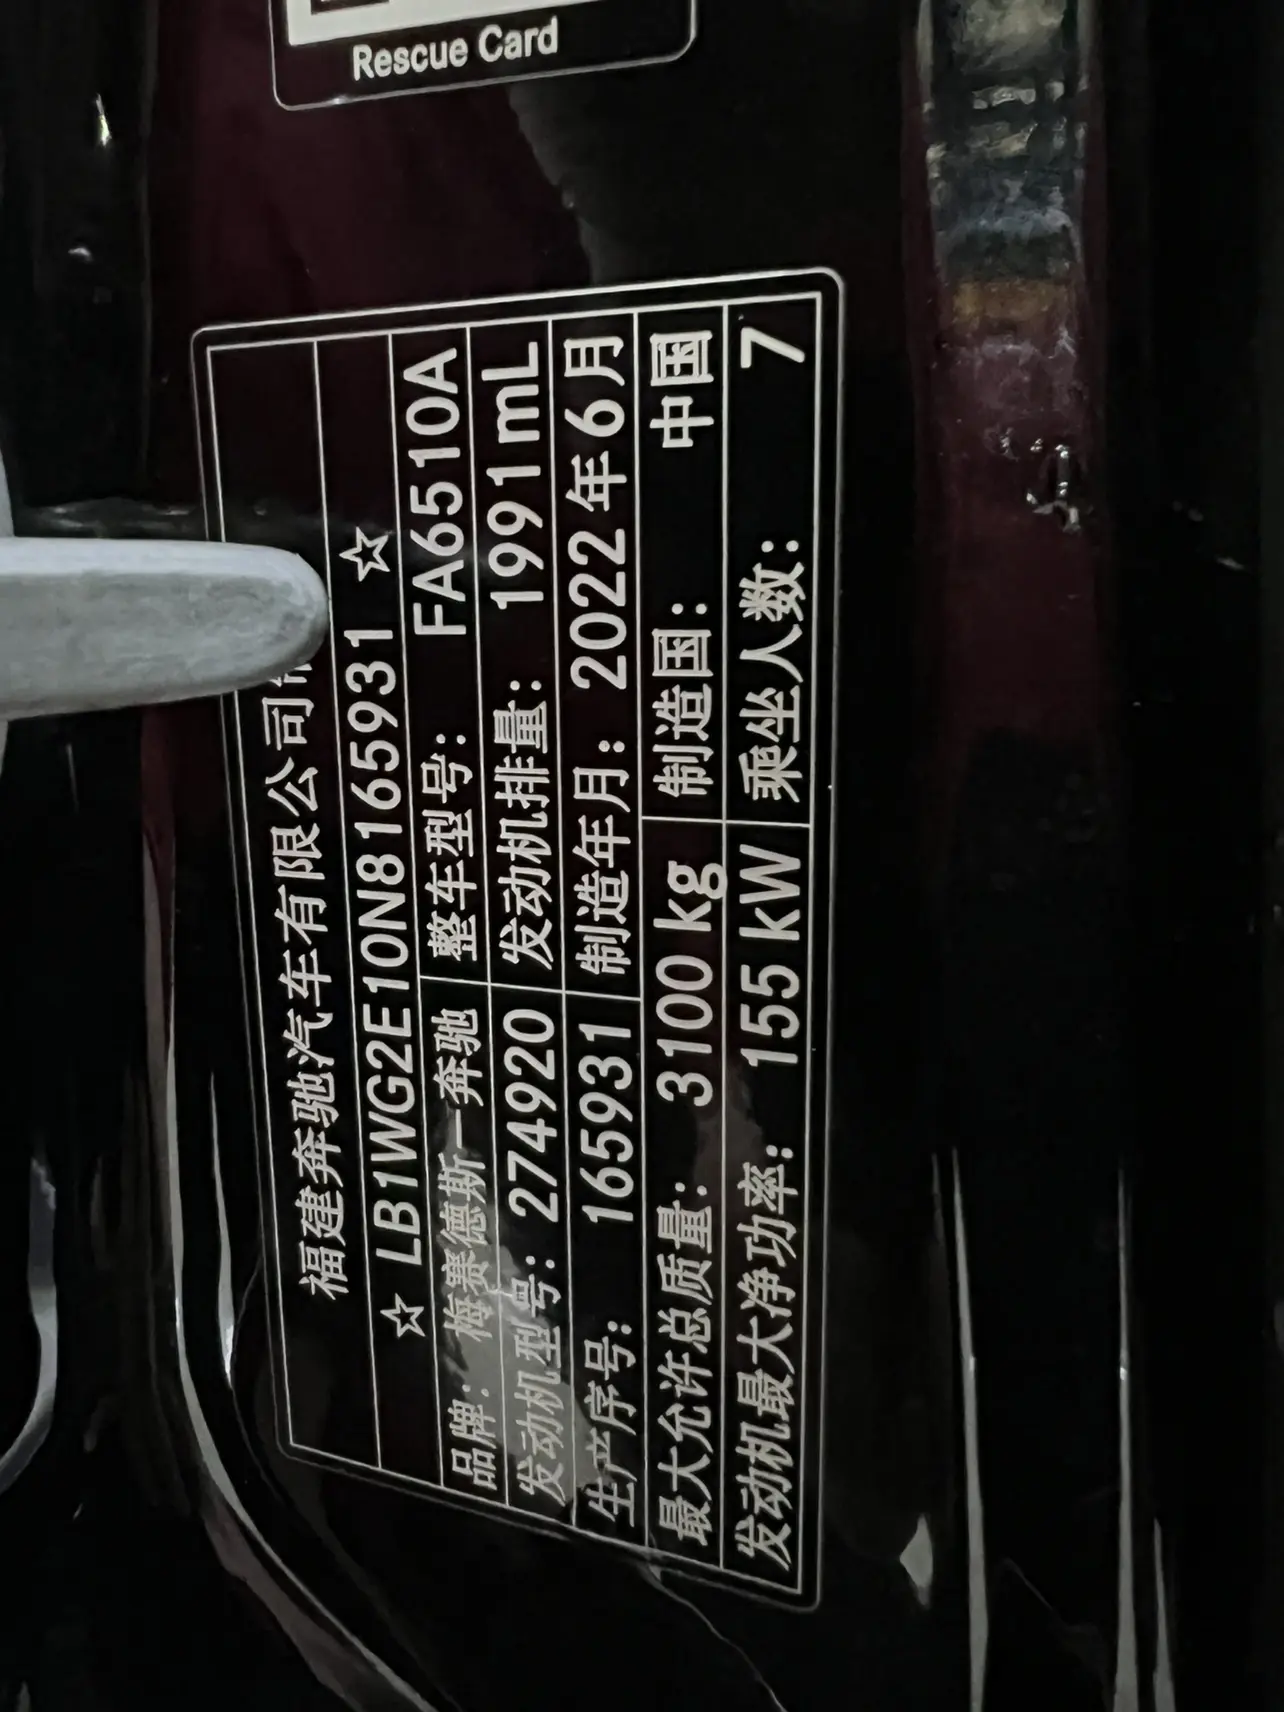 Rescue Card
福建奔驰汽车有限公司
☆ LB1WG2E10N8165931 ☆
品牌：梅赛德斯—奔驰 整车型号： FA6510A
发动机型号：274920 发动机排量： 1991mL
生产序号： 165931 制造年月： 2022年6月
最大允许总质量： 3100 kg 制造国： 中国
发动机最大净功率： 155 kW 乘坐人数： 7